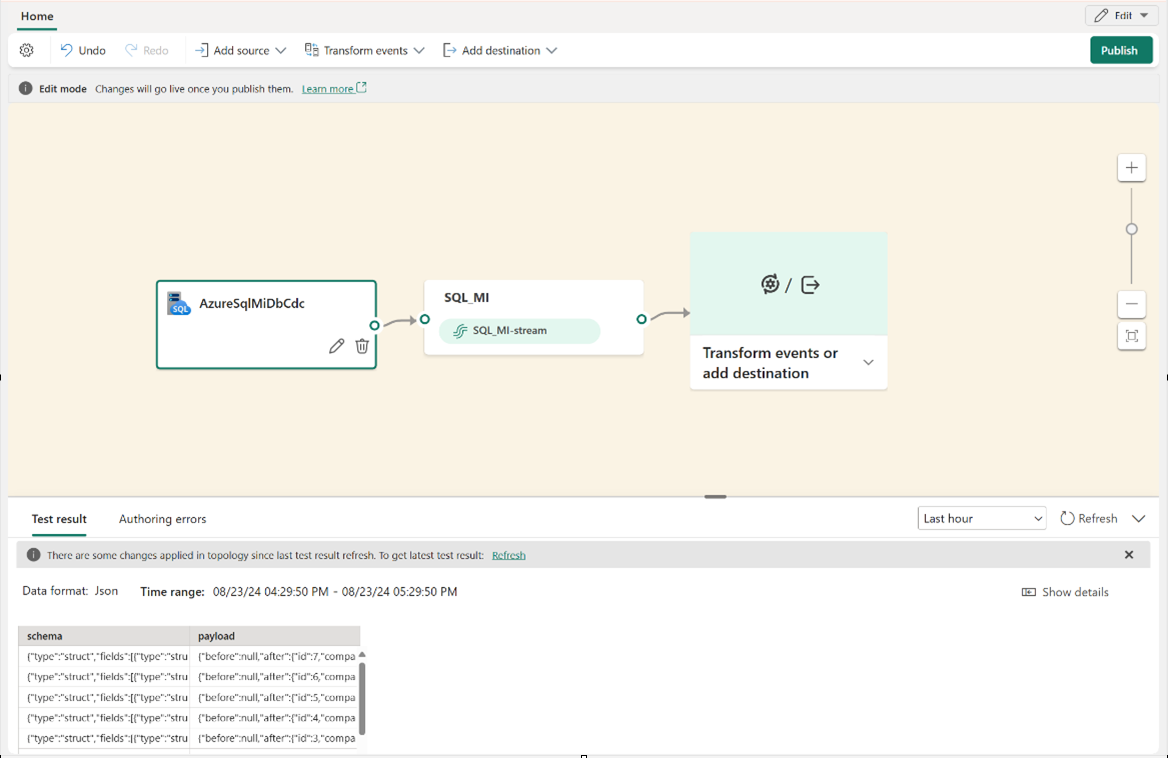 Home
Edit
Undo Redo Add source Transform events Add destination Publish
Edit mode Changes will go live once you publish them. Learn more
SQL AzureSqlMiDbCdc
SQL_MI
SQL_MI-stream
/
Transform events or
add destination
Test result Authoring errors Last hour Refresh
There are some changes applied in topology since last test result refresh. To get latest test result: Refresh
Data format: Json Time range: 08/23/24 04:29:50 PM - 08/23/24 05:29:50 PM Show details
schema payload
{"type":"struct","fields":[{"type":"stru {"before":null,"after":{"id":7,"compa
{"type":"struct","fields":[{"type":"stru {"before":null,"after":{"id":6,"compa
{"type":"struct","fields":[{"type":"stru {"before":null,"after":{"id":5,"compa
{"type":"struct","fields":[{"type":"stru {"before":null,"after":{"id":4,"compa
{"type":"struct","fields":[{"type":"stru {"before":null,"after":{"id":3,"compa